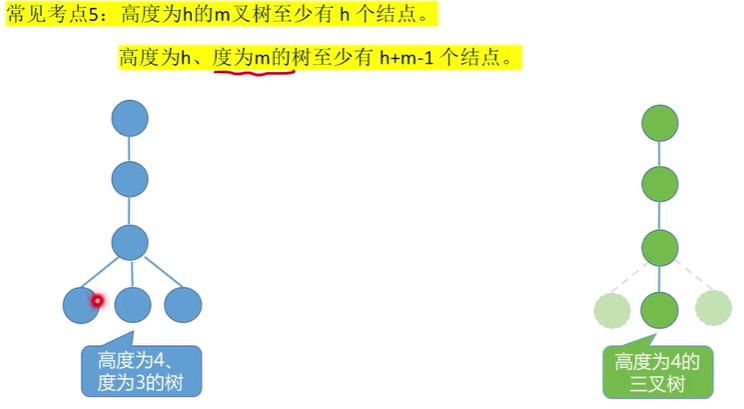 常见考点5：高度为h的m叉树至少有 h 个结点。
高度为h、度为m的树至少有 h+m-1 个结点。
高度为4、
度为3的树
高度为4的
三叉树